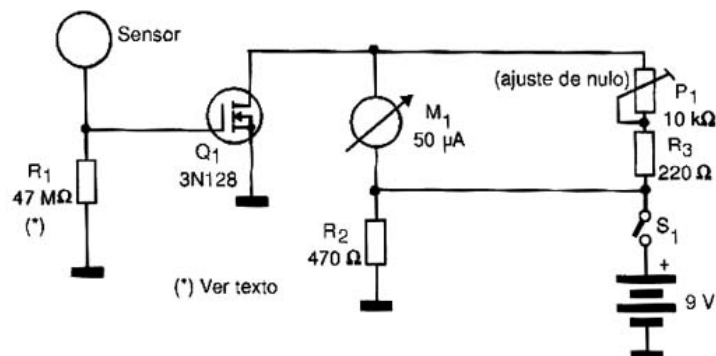 Sensor
(ajuste de nulo)
P1
10 kΩ
M1
50 µA
Q1
3N128
R1
47 MΩ
(*)
R3
220 Ω
R2
470 Ω
S1
(*) Ver texto
+
9 V